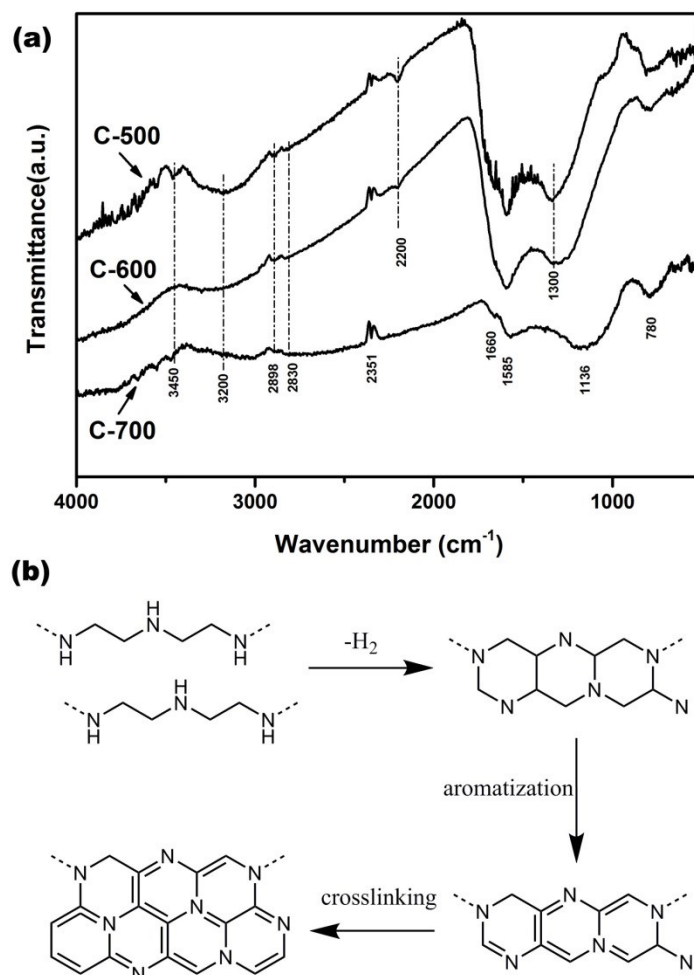 (a)
C-500
C-600
C-700
3450
3200
2898
2830
2351
2200
1660
1585
1300
1136
780
Transmittance(a.u.)
4000 3000 2000 1000
Wavenumber (cm⁻¹)
(b)
H
N
N N
H H
H
N
N N
H H
-H₂
N N
N N N
aromatization
N N
N N N
crosslinking
N N
N N N
N N